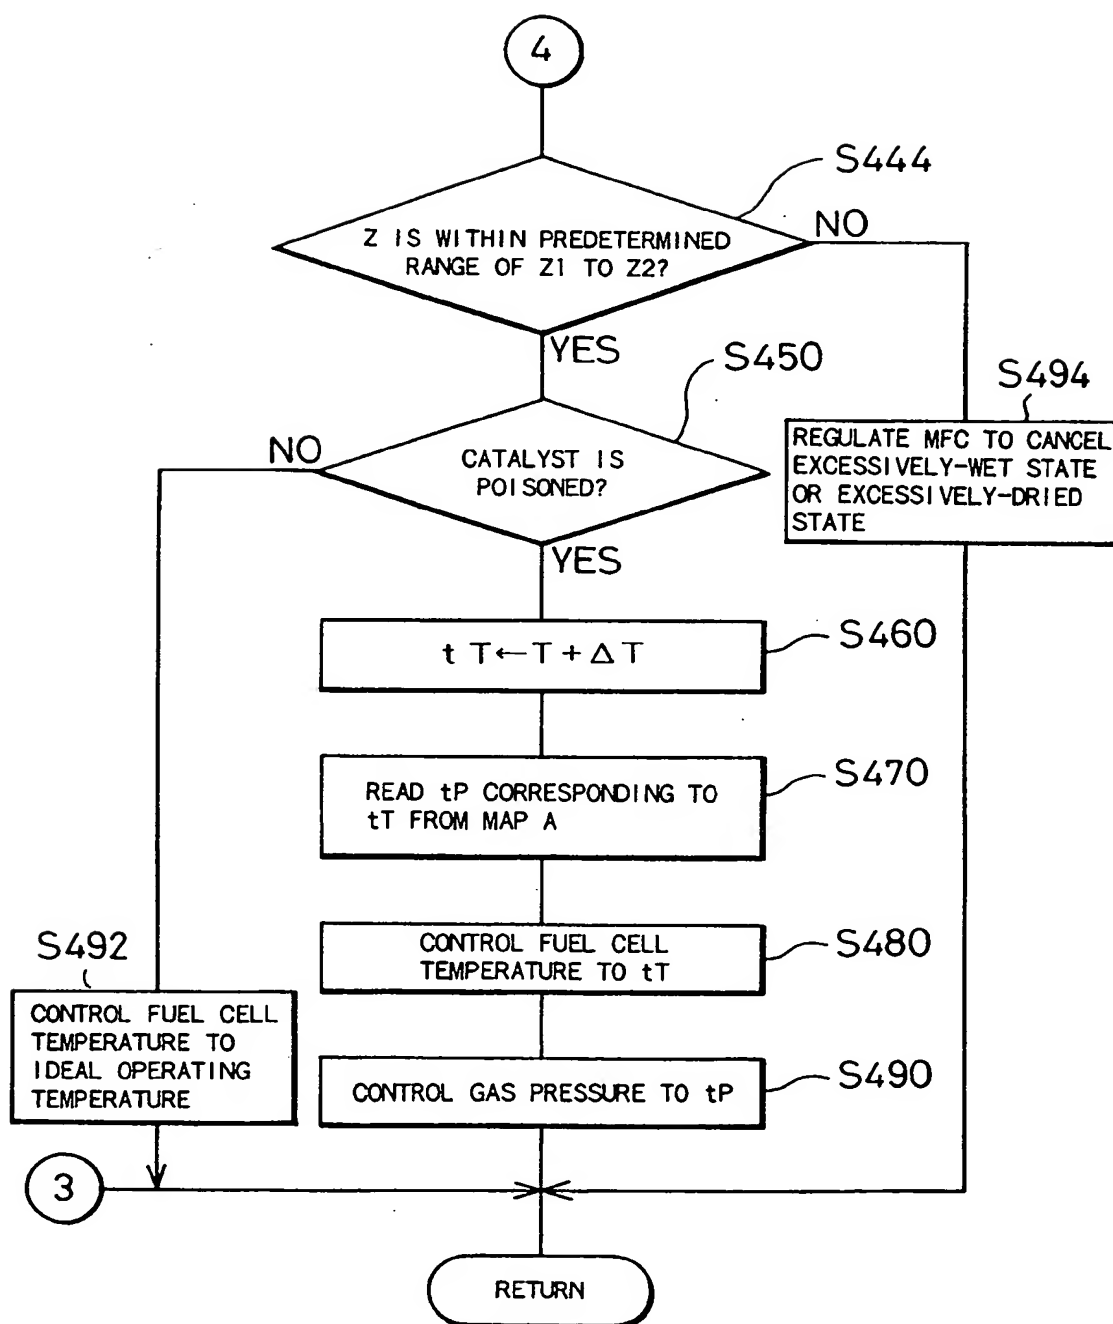 4
S444
Z IS WITHIN PREDETERMINED
RANGE OF Z1 TO Z2?
NO
YES
S450
CATALYST IS
POISONED?
NO
YES
S494
REGULATE MFC TO CANCEL
EXCESSIVELY-WET STATE
OR EXCESSIVELY-DRIED
STATE
S460
t T←T+ΔT
S470
READ tP CORRESPONDING TO
tT FROM MAP A
S480
CONTROL FUEL CELL
TEMPERATURE TO tT
S492
CONTROL FUEL CELL
TEMPERATURE TO
IDEAL OPERATING
TEMPERATURE
S490
CONTROL GAS PRESSURE TO tP
3
RETURN